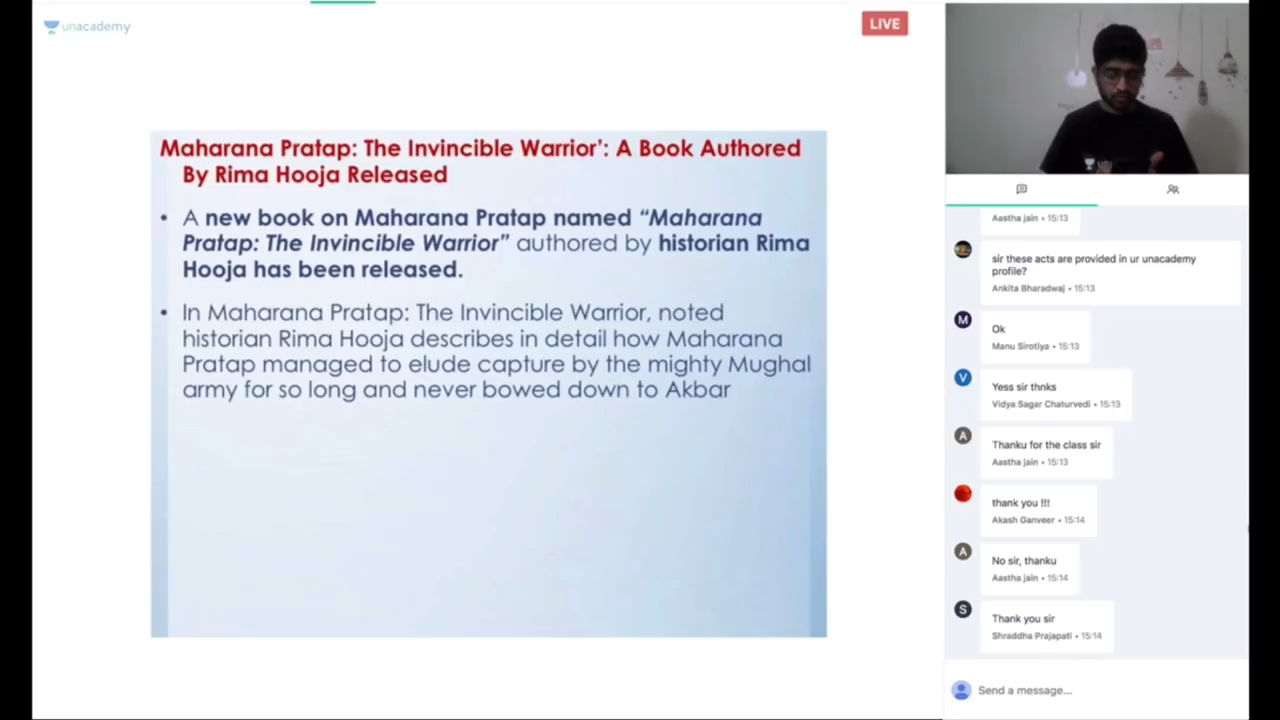 unacademy
LIVE
Maharana Pratap: The Invincible Warrior’: A Book Authored
By Rima Hooja Released
• A new book on Maharana Pratap named “Maharana
Pratap: The Invincible Warrior” authored by historian Rima
Hooja has been released.
• In Maharana Pratap: The Invincible Warrior, noted
historian Rima Hooja describes in detail how Maharana
Pratap managed to elude capture by the mighty Mughal
army for so long and never bowed down to Akbar
Aastha jain • 15:13
sir these acts are provided in ur unacademy
profile?
Ankita Bharadwaj • 15:13
M
Ok
Manu Sirotiya • 15:13
V
Yess sir thnks
Vidya Sagar Chaturvedi • 15:13
A
Thanku for the class sir
Aastha jain • 15:13
thank you !!!
Akash Ganveer • 15:14
A
No sir, thanku
Aastha jain • 15:14
S
Thank you sir
Shraddha Prajapati • 15:14
Send a message...